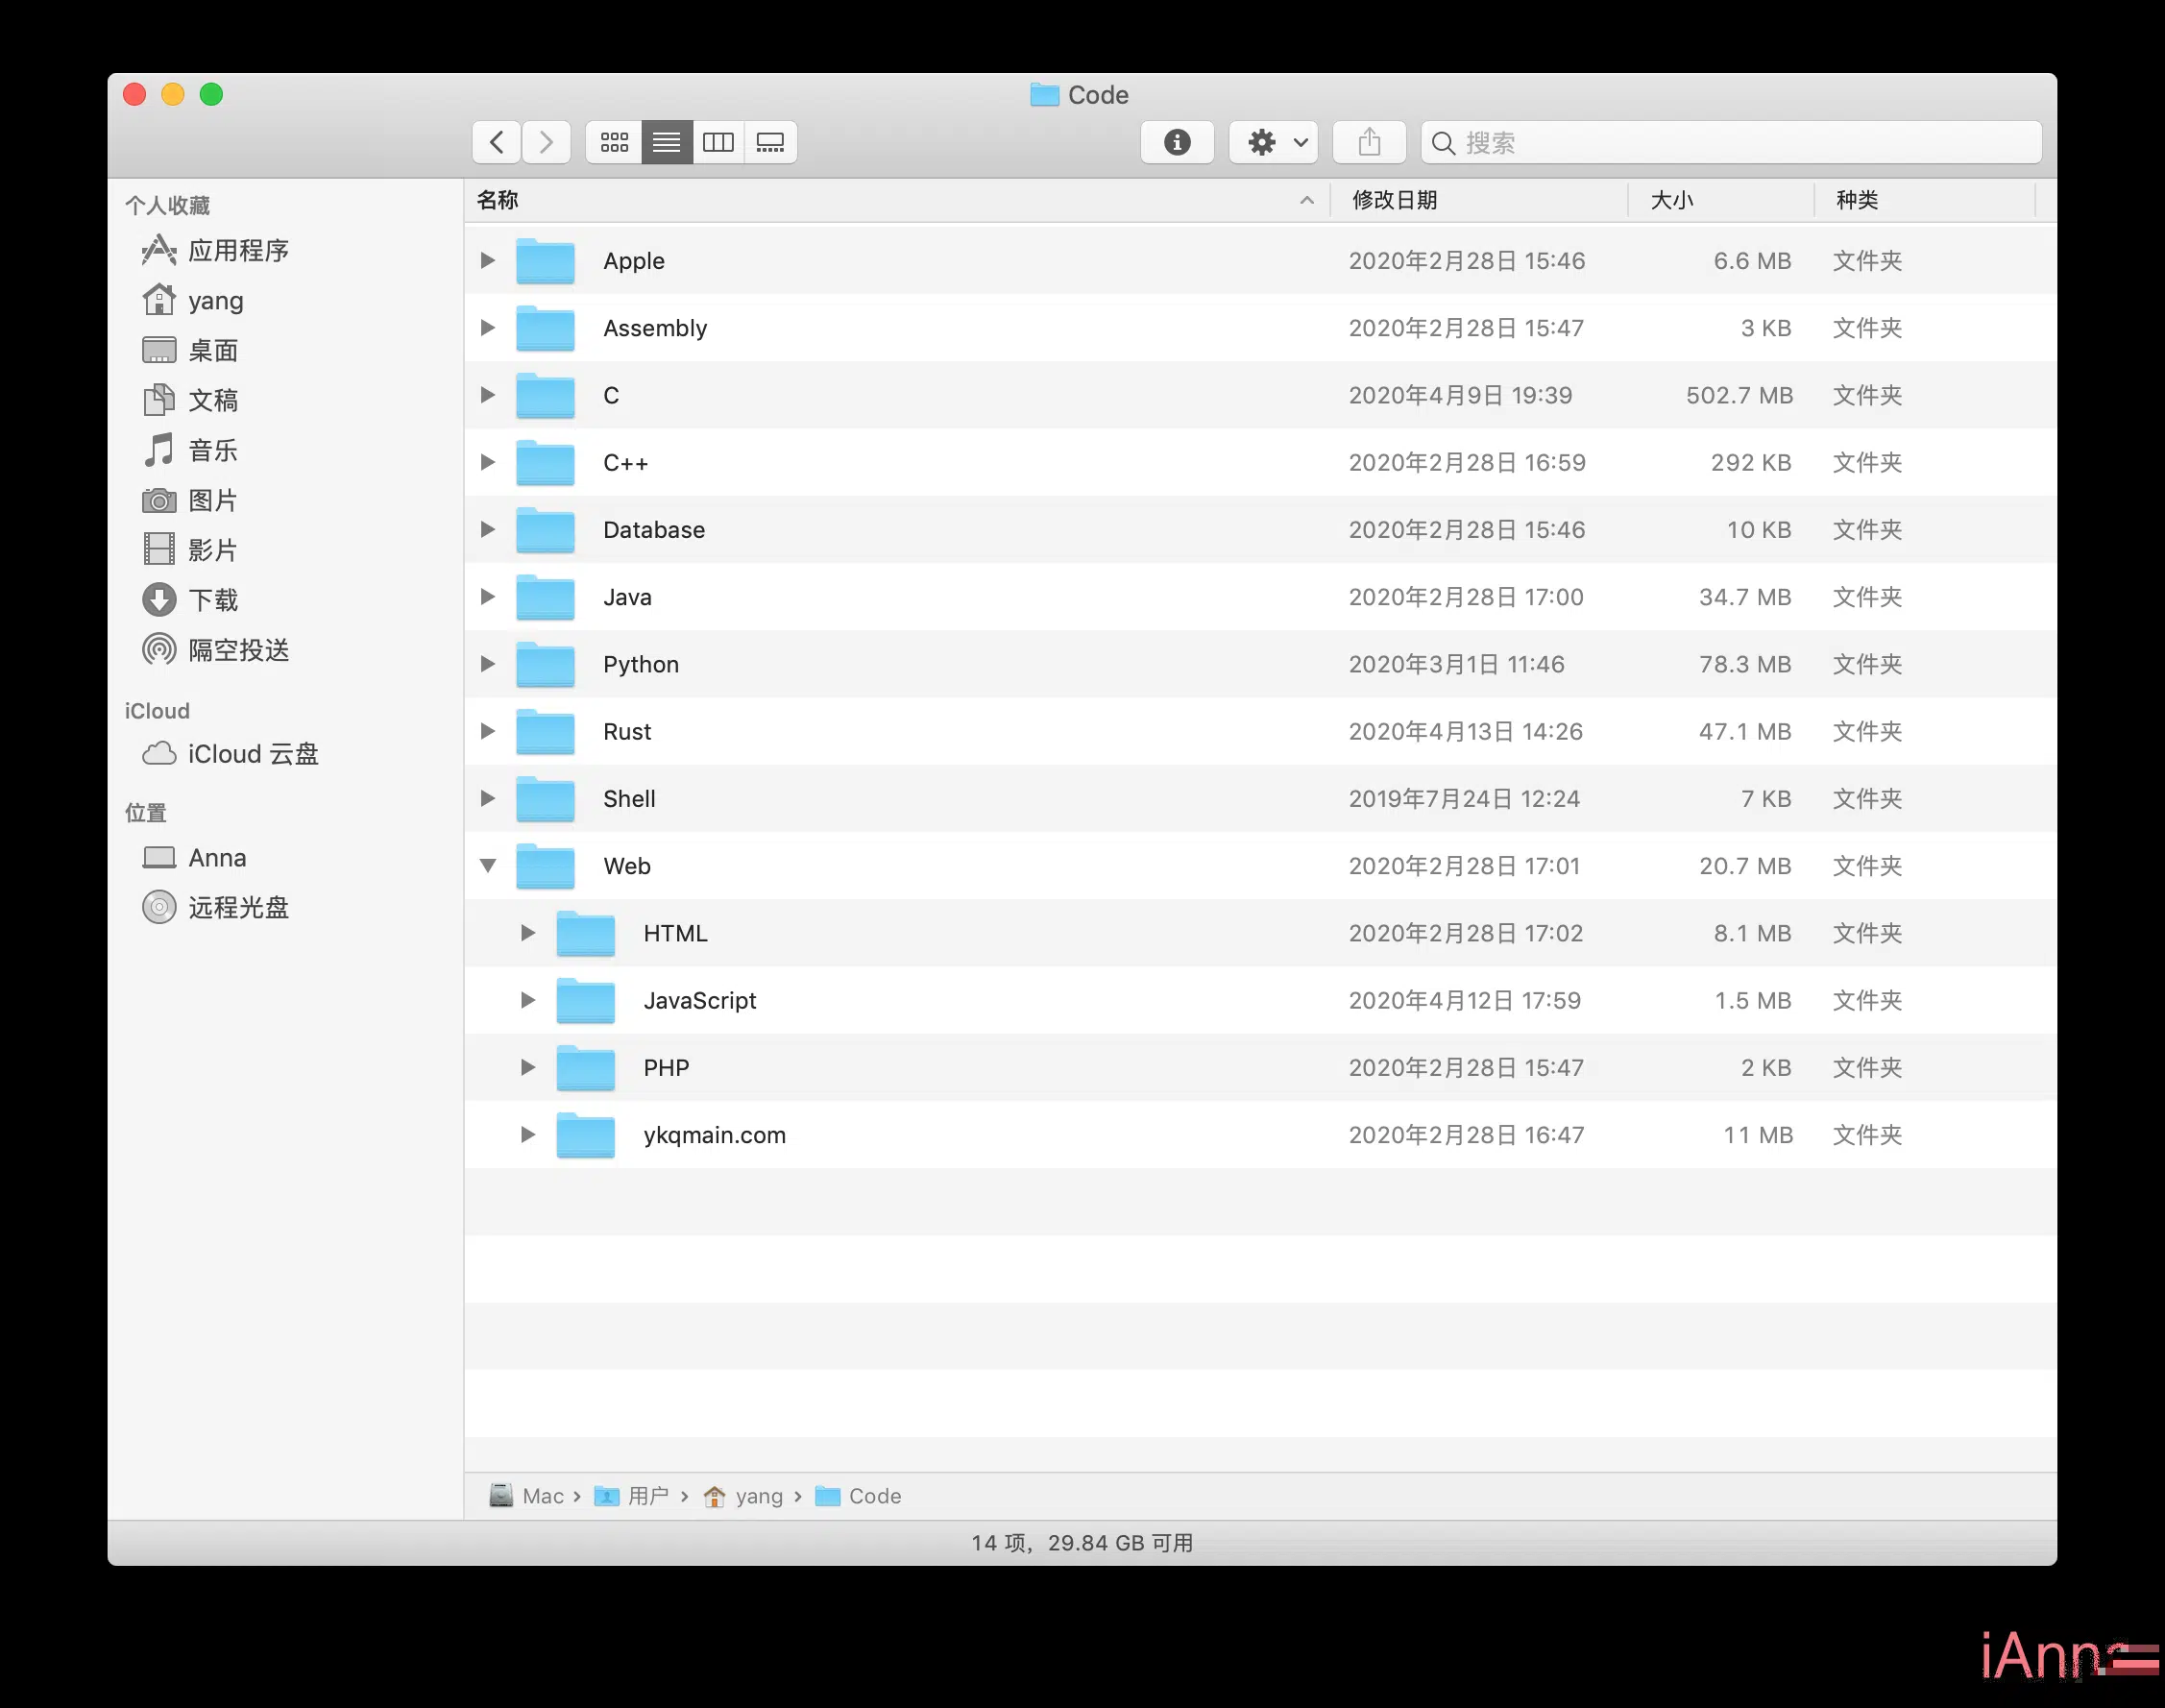 Code
搜索
个人收藏
应用程序
yang
桌面
文稿
音乐
图片
影片
下载
隔空投送
iCloud
iCloud 云盘
位置
Anna
远程光盘
名称 修改日期 大小 种类
Apple 2020年2月28日 15:46 6.6 MB 文件夹
Assembly 2020年2月28日 15:47 3 KB 文件夹
C 2020年4月9日 19:39 502.7 MB 文件夹
C++ 2020年2月28日 16:59 292 KB 文件夹
Database 2020年2月28日 15:46 10 KB 文件夹
Java 2020年2月28日 17:00 34.7 MB 文件夹
Python 2020年3月1日 11:46 78.3 MB 文件夹
Rust 2020年4月13日 14:26 47.1 MB 文件夹
Shell 2019年7月24日 12:24 7 KB 文件夹
Web 2020年2月28日 17:01 20.7 MB 文件夹
HTML 2020年2月28日 17:02 8.1 MB 文件夹
JavaScript 2020年4月12日 17:59 1.5 MB 文件夹
PHP 2020年2月28日 15:47 2 KB 文件夹
ykqmain.com 2020年2月28日 16:47 11 MB 文件夹
Mac › 用户 › yang › Code
14 项，29.84 GB 可用